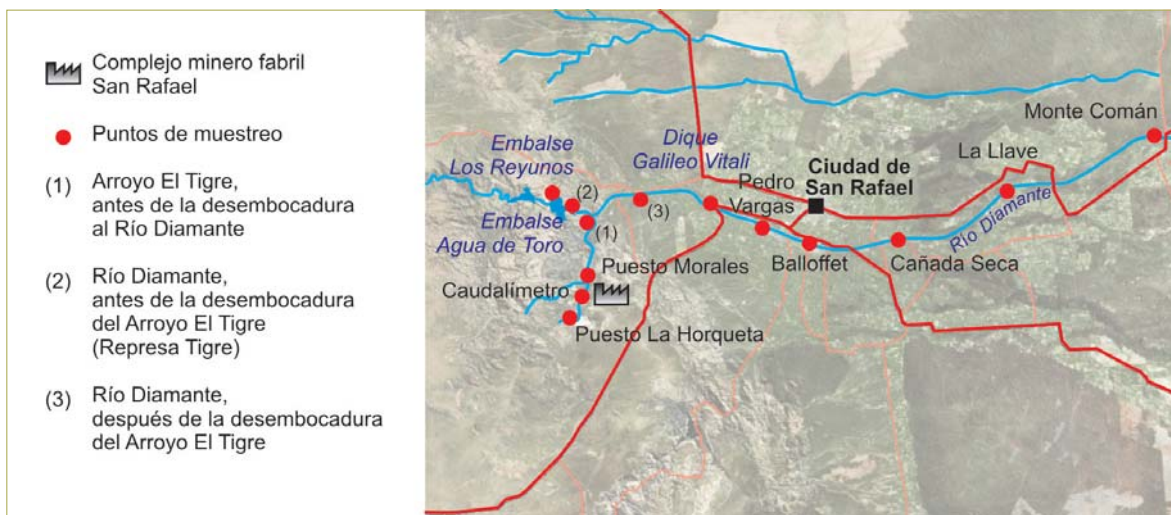 Complejo minero fabril
San Rafael
Puntos de muestreo
(1) Arroyo El Tigre,
antes de la desembocadura
al Río Diamante
(2) Río Diamante,
antes de la desembocadura
del Arroyo El Tigre
(Represa Tigre)
(3) Río Diamante,
después de la desembocadura
del Arroyo El Tigre
Embalse
Los Reyunos
Dique
Galileo Vitali
Monte Comán
La Llave
Ciudad de
San Rafael
Pedro
Vargas
(2)
(3)
(1)
Embalse
Agua de Toro
Río Diamante
Balloffet
Cañada Seca
Puesto Morales
Caudalímetro
Puesto La Horqueta